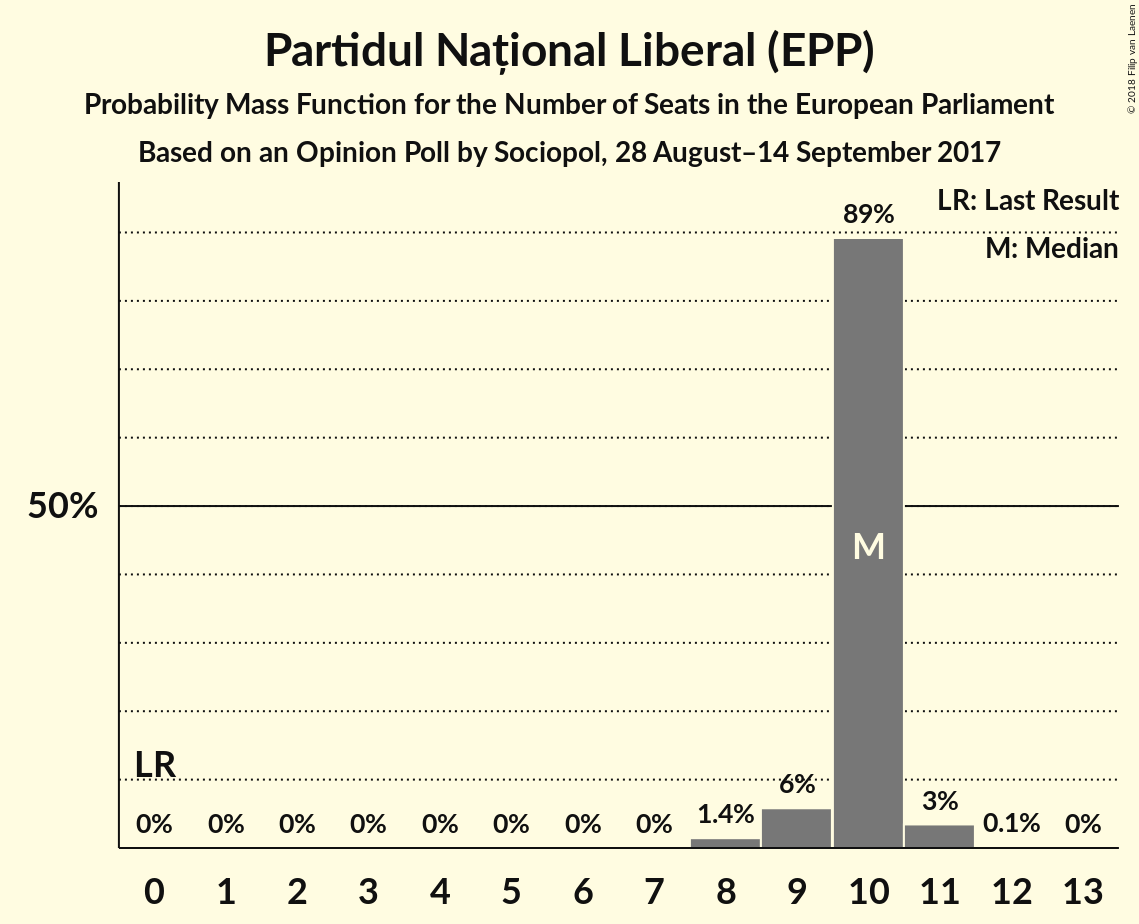 Partidul Național Liberal (EPP)
Probability Mass Function for the Number of Seats in the European Parliament
Based on an Opinion Poll by Sociopol, 28 August–14 September 2017
© 2018 Filip van Laenen
LR: Last Result
M: Median
89%
50%
M
LR
0% 0% 0% 0% 0% 0% 0% 0% 1.4% 6% 3% 0.1% 0%
0 1 2 3 4 5 6 7 8 9 10 11 12 13